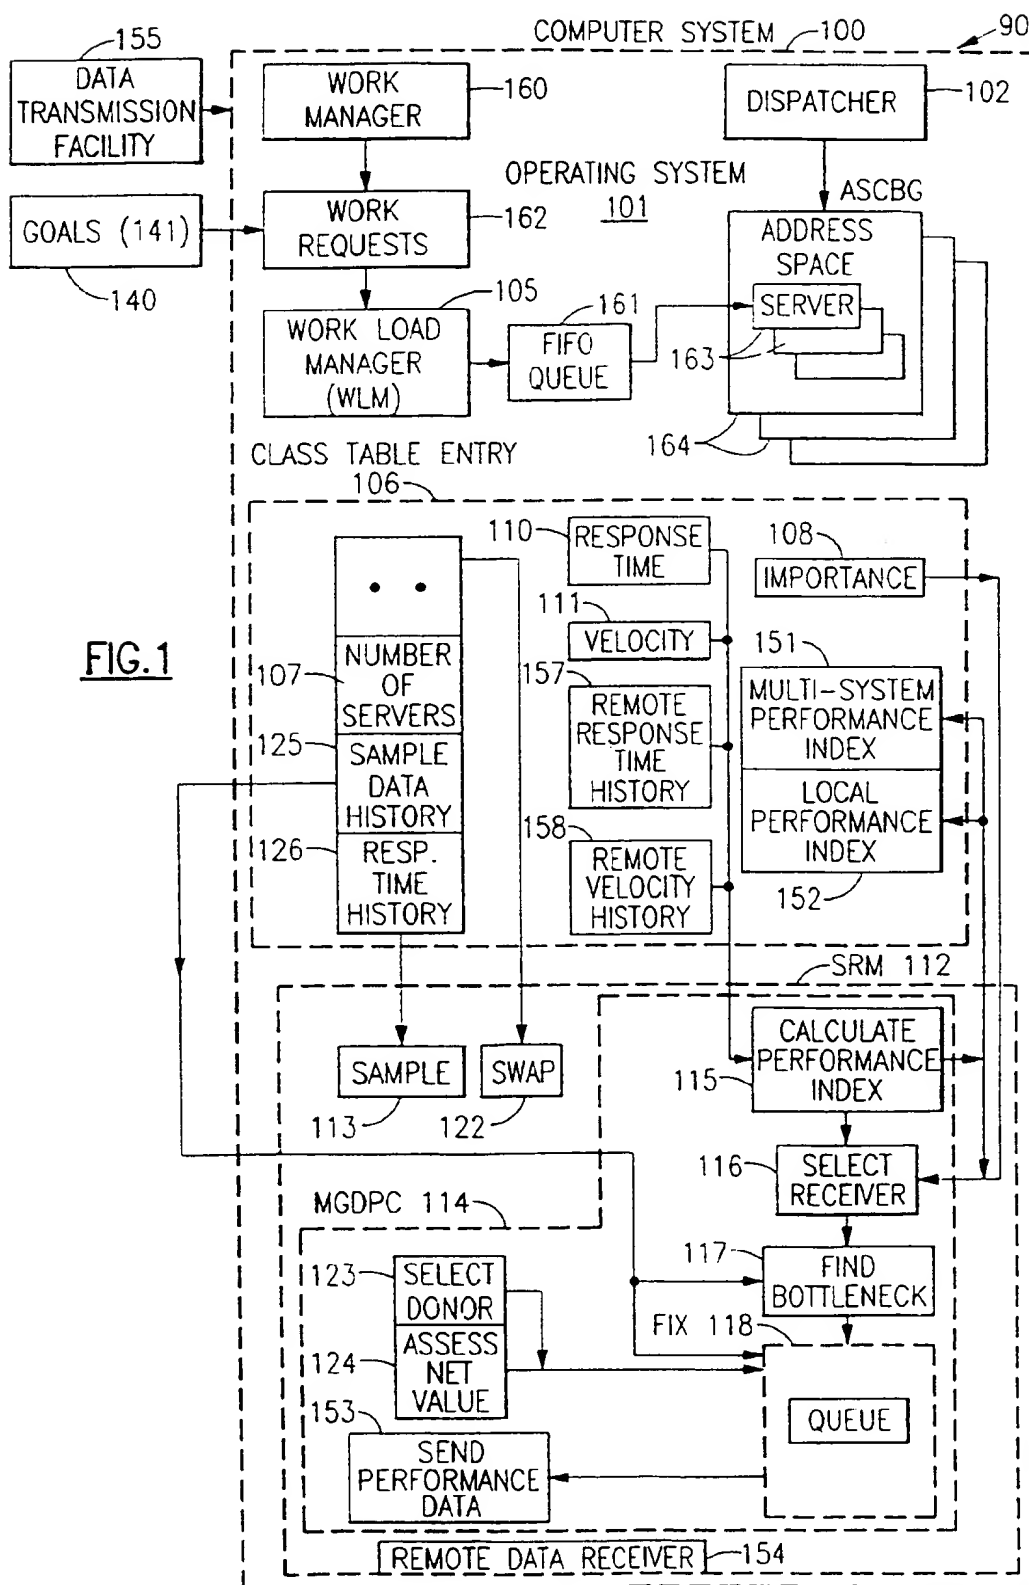 COMPUTER SYSTEM 100 90
155
DATA
TRANSMISSION
FACILITY
WORK
MANAGER
160
DISPATCHER
102
OPERATING SYSTEM
101
ASCBG
GOALS (141)
140
WORK
REQUESTS
162
ADDRESS
SPACE
SERVER
163
164
105
WORK LOAD
MANAGER
(WLM)
161
FIFO
QUEUE
CLASS TABLE ENTRY
106
110
RESPONSE
TIME
108
IMPORTANCE
111
VELOCITY
FIG.1
107
NUMBER
OF
SERVERS
157
REMOTE
RESPONSE
TIME
HISTORY
151
MULTI-SYSTEM
PERFORMANCE
INDEX
125
SAMPLE
DATA
HISTORY
LOCAL
PERFORMANCE
INDEX
152
126
RESP.
TIME
HISTORY
158
REMOTE
VELOCITY
HISTORY
SRM 112
SAMPLE
113
SWAP
122
CALCULATE
PERFORMANCE
INDEX
115
116
SELECT
RECEIVER
MGDPC 114
117
FIND
BOTTLENECK
123
SELECT
DONOR
FIX 118
124
ASSESS
NET
VALUE
QUEUE
153
SEND
PERFORMANCE
DATA
REMOTE DATA RECEIVER
154